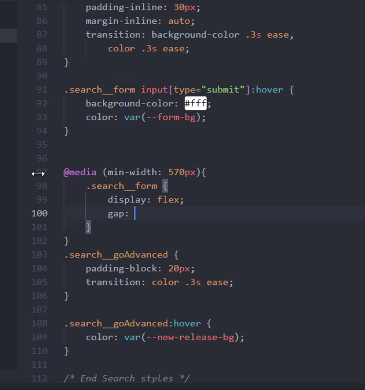 85 padding-inline: 30px;
86 margin-inline: auto;
87 transition: background-color .3s ease,
88 color .3s ease;
89 }
90
91 .search__form input[type="submit"]:hover {
92 background-color: #fff;
93 color: var(--form-bg);
94 }
95
96
@media (min-width: 570px){
98 .search__form {
99 display: flex;
100 gap:
101 }
102 }
103 .search__goAdvanced {
104 padding-block: 20px;
105 transition: color .3s ease;
106 }
107
108 .search__goAdvanced:hover {
109 color: var(--new-release-bg);
110 }
111
112 /* End Search styles */